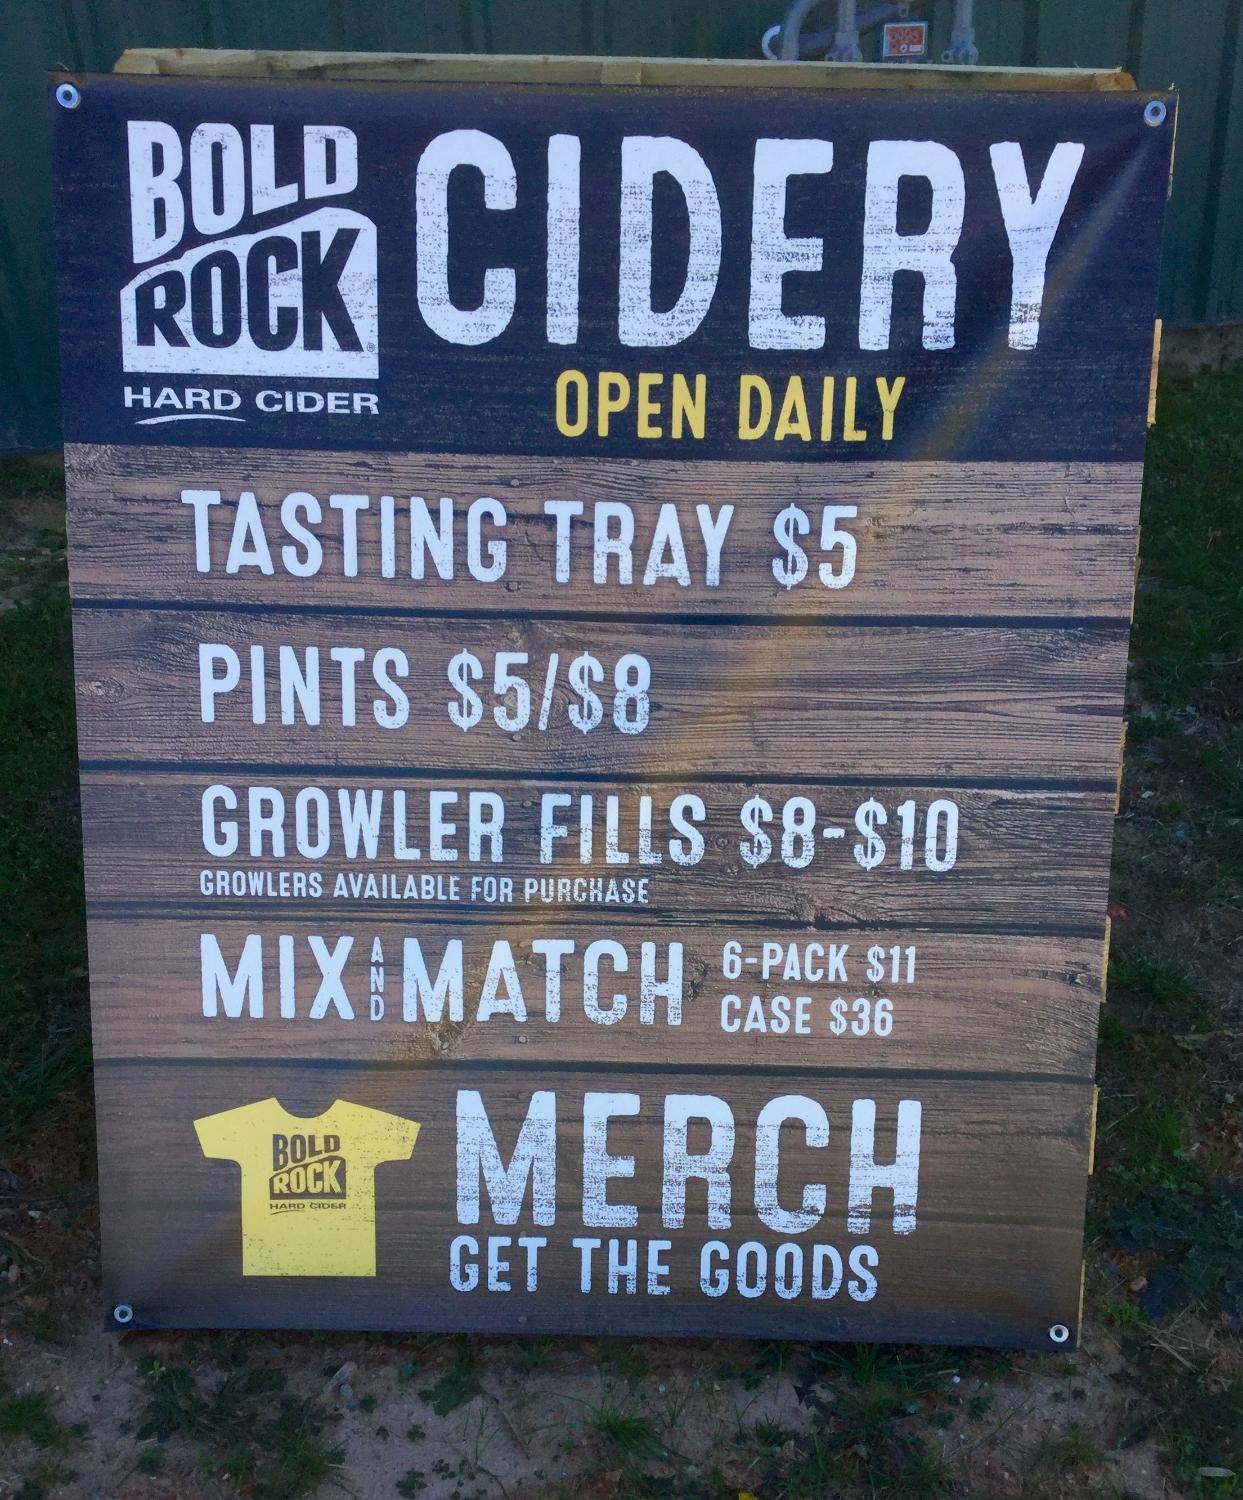 BOLD
ROCK®
HARD CIDER
CIDERY
OPEN DAILY
TASTING TRAY $5
PINTS $5/$8
GROWLER FILLS $8-$10
GROWLERS AVAILABLE FOR PURCHASE
MIX AND MATCH
6-PACK $11
CASE $36
BOLD
ROCK
HARD CIDER
MERCH
GET THE GOODS